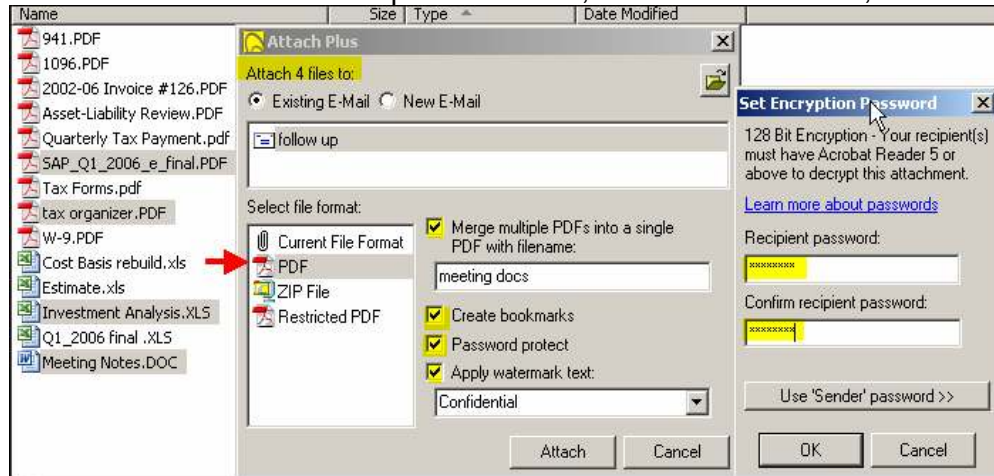 Name
Size
Type
Date Modified
941.PDF
1096.PDF
2002-06 Invoice #126.PDF
Asset-Liability Review.PDF
Quarterly Tax Payment.pdf
SAP_Q1_2006_e_final.PDF
Tax Forms.pdf
tax organizer.PDF
W-9.PDF
Cost Basis rebuild.xls
Estimate.xls
Investment Analysis.XLS
Q1_2006 final .XLS
Meeting Notes.DOC
Attach Plus
Attach 4 files to:
Existing E-Mail
New E-Mail
follow up
Select file format:
Current File Format
PDF
ZIP File
Restricted PDF
Merge multiple PDFs into a single
PDF with filename:
meeting docs
Create bookmarks
Password protect
Apply watermark text:
Confidential
Attach
Cancel
Set Encryption Password
128 Bit Encryption - Your recipient(s)
must have Acrobat Reader 5 or
above to decrypt this attachment.
Learn more about passwords
Recipient password:
xxxxxxxx
Confirm recipient password:
xxxxxxxx
Use 'Sender' password >>
OK
Cancel